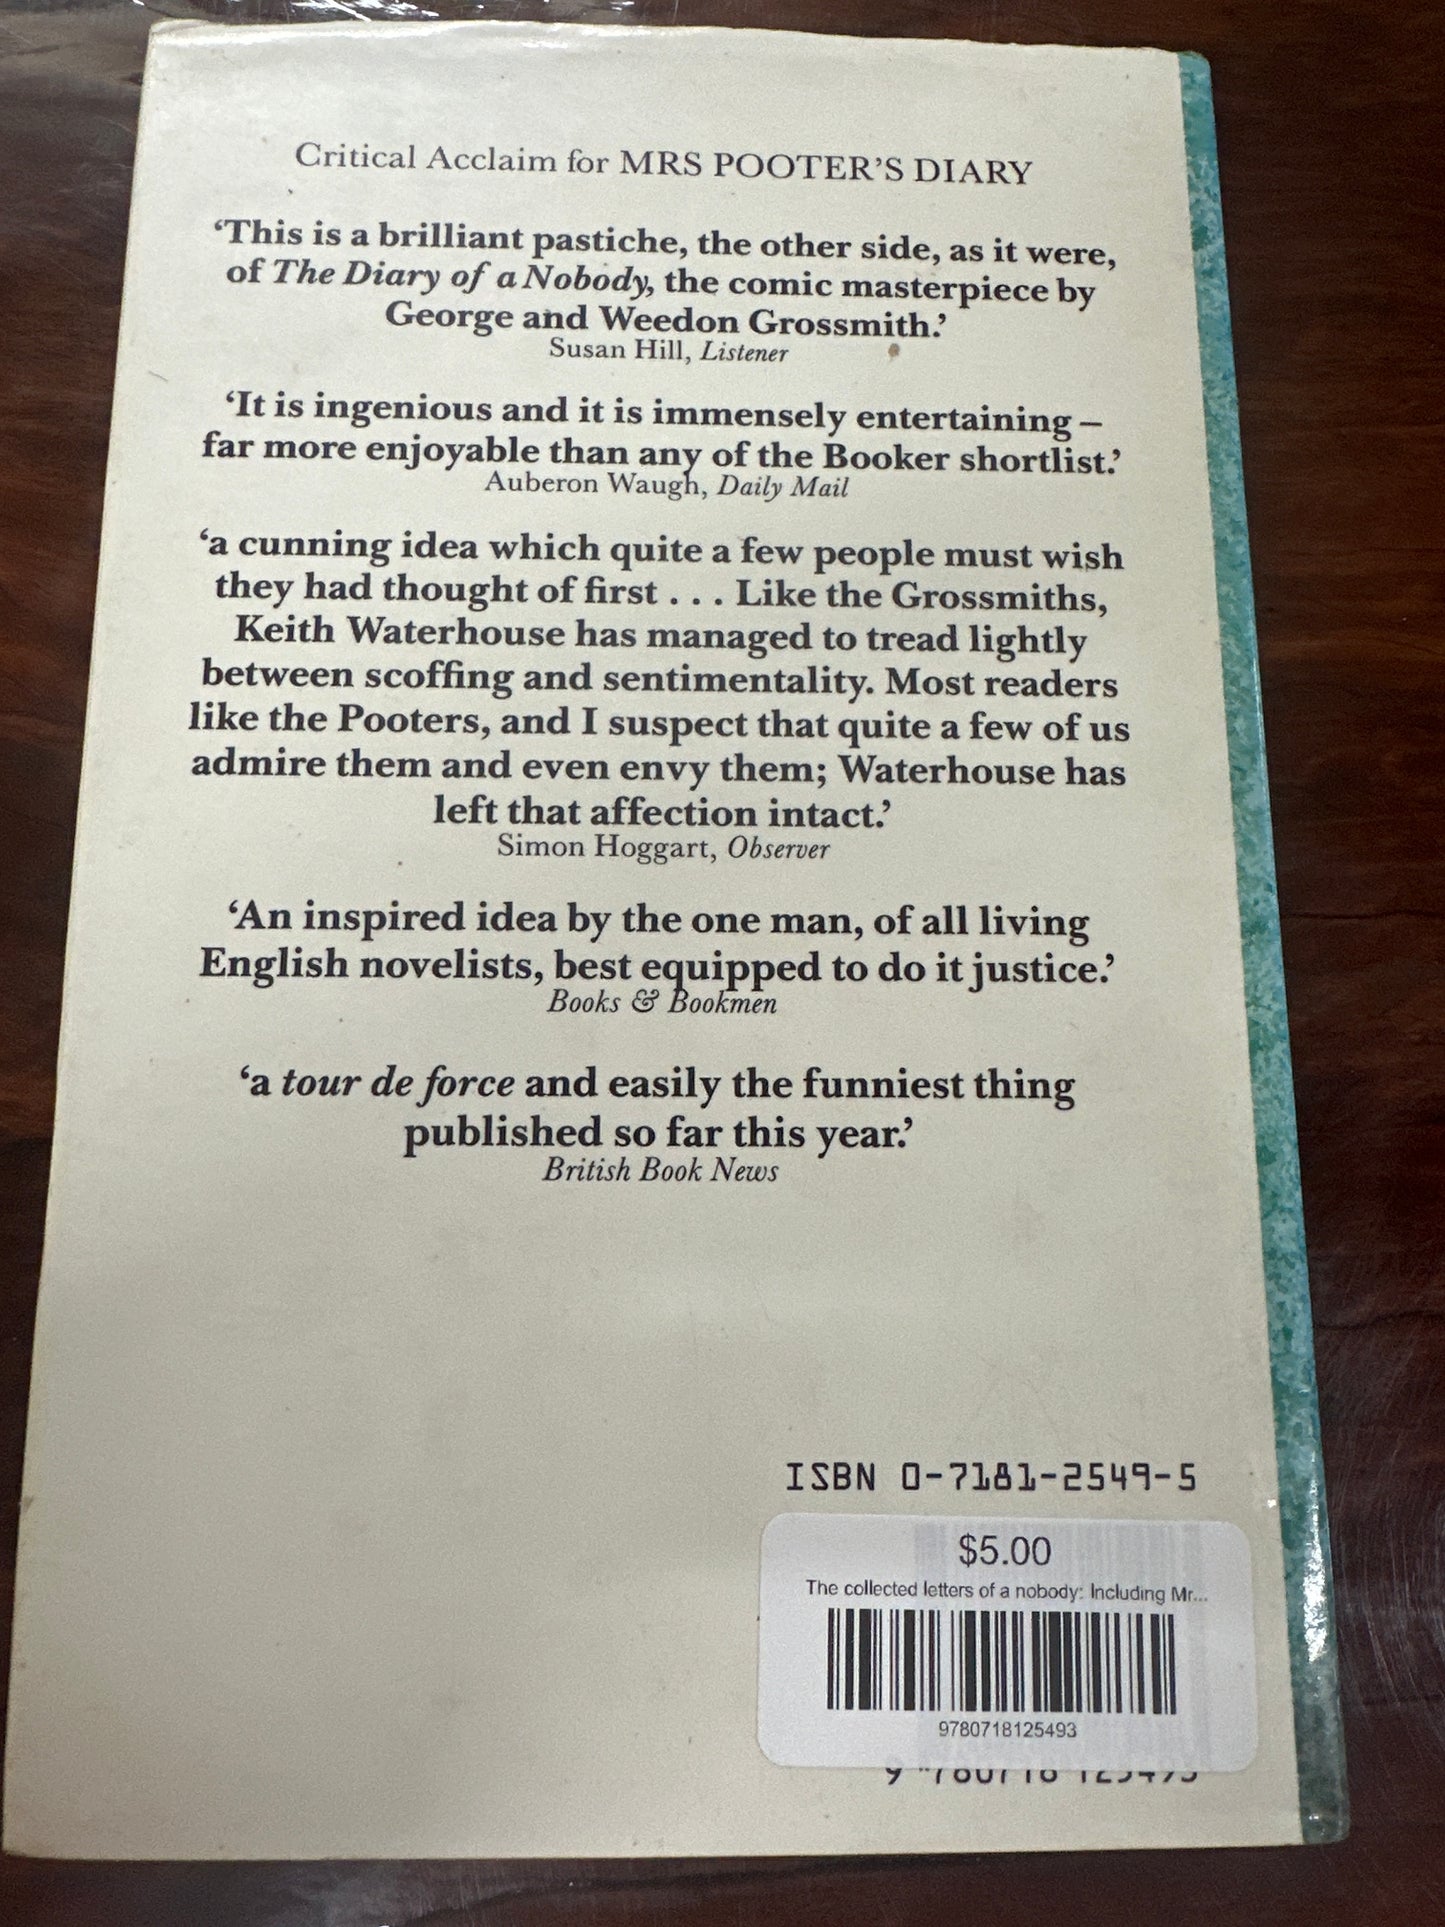 Critical Acclaim for MRS POOTER’S DIARY
‘This is a brilliant pastiche, the other side, as it were,
of The Diary of a Nobody, the comic masterpiece by
George and Weedon Grossmith.’
Susan Hill, Listener
‘It is ingenious and it is immensely entertaining –
far more enjoyable than any of the Booker shortlist.’
Auberon Waugh, Daily Mail
‘a cunning idea which quite a few people must wish
they had thought of first . . . Like the Grossmiths,
Keith Waterhouse has managed to tread lightly
between scoffing and sentimentality. Most readers
like the Pooters, and I suspect that quite a few of us
admire them and even envy them; Waterhouse has
left that affection intact.’
Simon Hoggart, Observer
‘An inspired idea by the one man, of all living
English novelists, best equipped to do it justice.’
Books & Bookmen
‘a tour de force and easily the funniest thing
published so far this year.’
British Book News
ISBN 0-7181-2549-5
$5.00
The collected letters of a nobody: Including Mr...
9780718125493
9 780718 125493